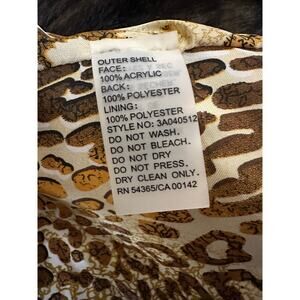 OUTER SHELL
FACE:
100% ACRYLIC
BACK:
100% POLYESTER
LINING:
100% POLYESTER
STYLE NO: 3A040512
DO NOT WASH.
DO NOT BLEACH.
DO NOT DRY
DO NOT PRESS.
DRY CLEAN ONLY.
RN 54365/CA 00142